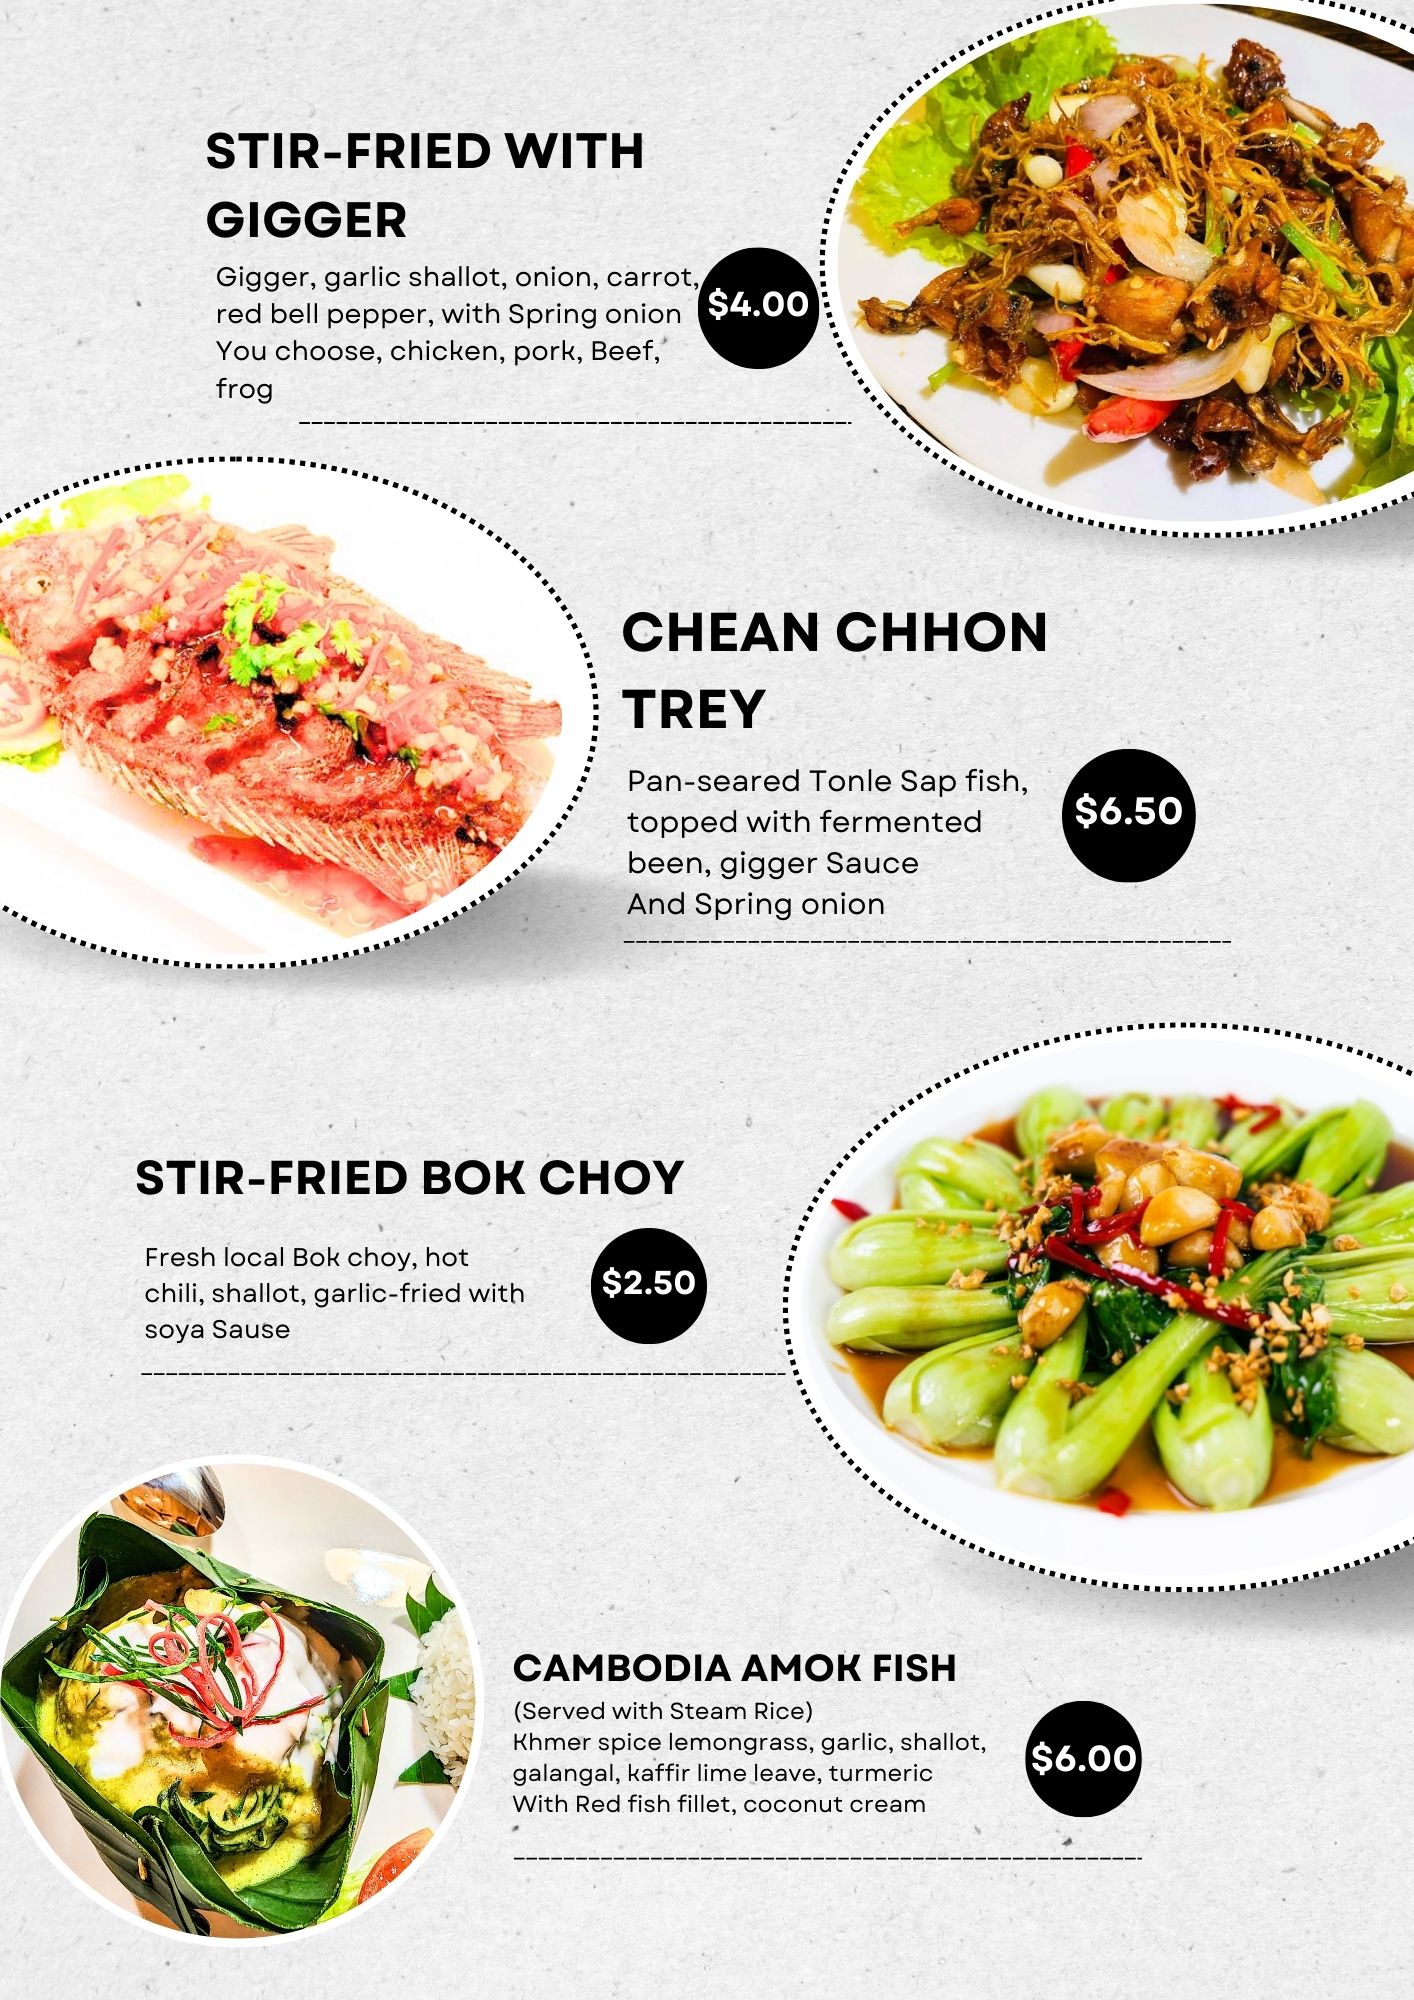 STIR-FRIED WITH
GIGGER
Gigger, garlic shallot, onion, carrot,
red bell pepper, with Spring onion
You choose, chicken, pork, Beef,
frog
$4.00
CHEAN CHHON
TREY
Pan-seared Tonle Sap fish,
topped with fermented
been, gigger Sauce
And Spring onion
$6.50
STIR-FRIED BOK CHOY
Fresh local Bok choy, hot
chili, shallot, garlic-fried with
soya Sause
$2.50
CAMBODIA AMOK FISH
(Served with Steam Rice)
Khmer spice lemongrass, garlic, shallot,
galangal, kaffir lime leave, turmeric
With Red fish fillet, coconut cream
$6.00